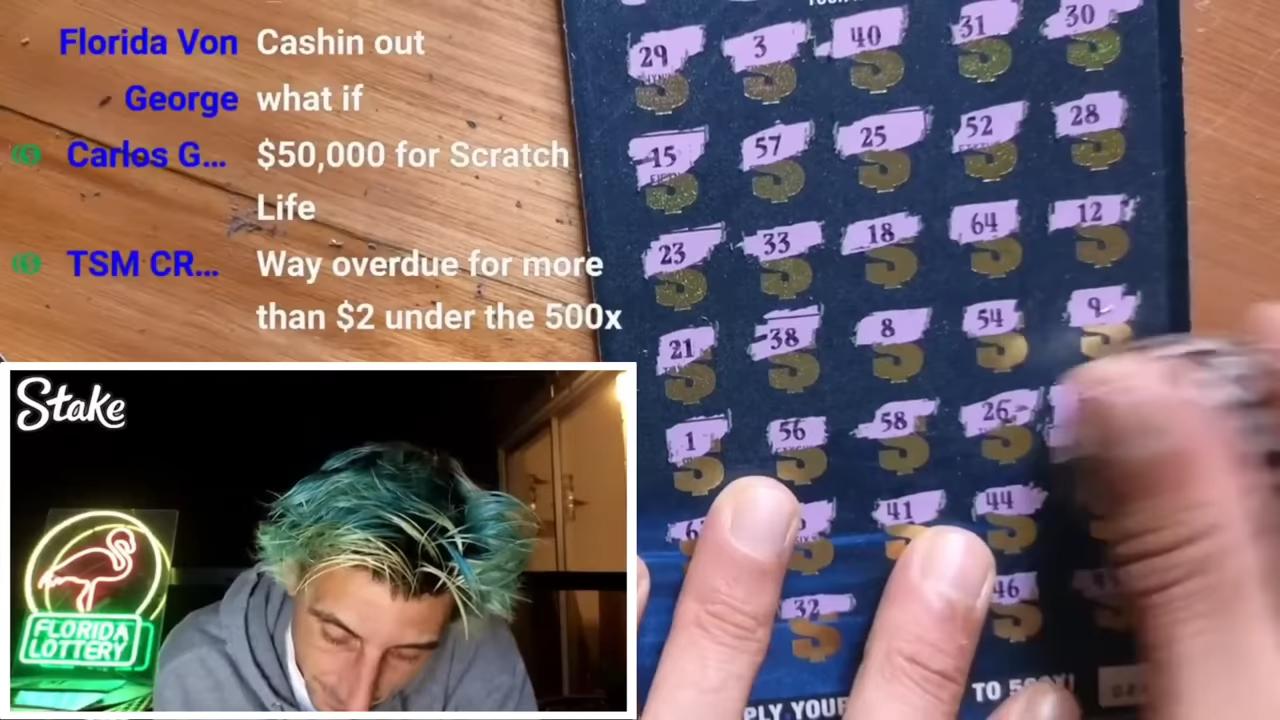 Florida Von Cashin out
George what if
Carlos G... $50,000 for Scratch
Life
TSM CR... Way overdue for more
than $2 under the 500x
Stake
FLORIDA
LOTTERY
29 3 40 31 30
15 57 25 52 28
23 33 18 64 12
21 38 8 54 9
1 56 58 26
41 44
32 46
TO